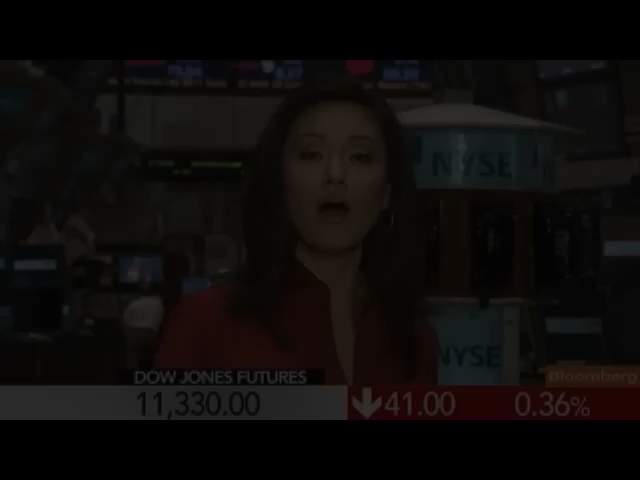 NYSE
NYSE
DOW JONES FUTURES
Bloomberg
11,330.00 41.00 0.36%